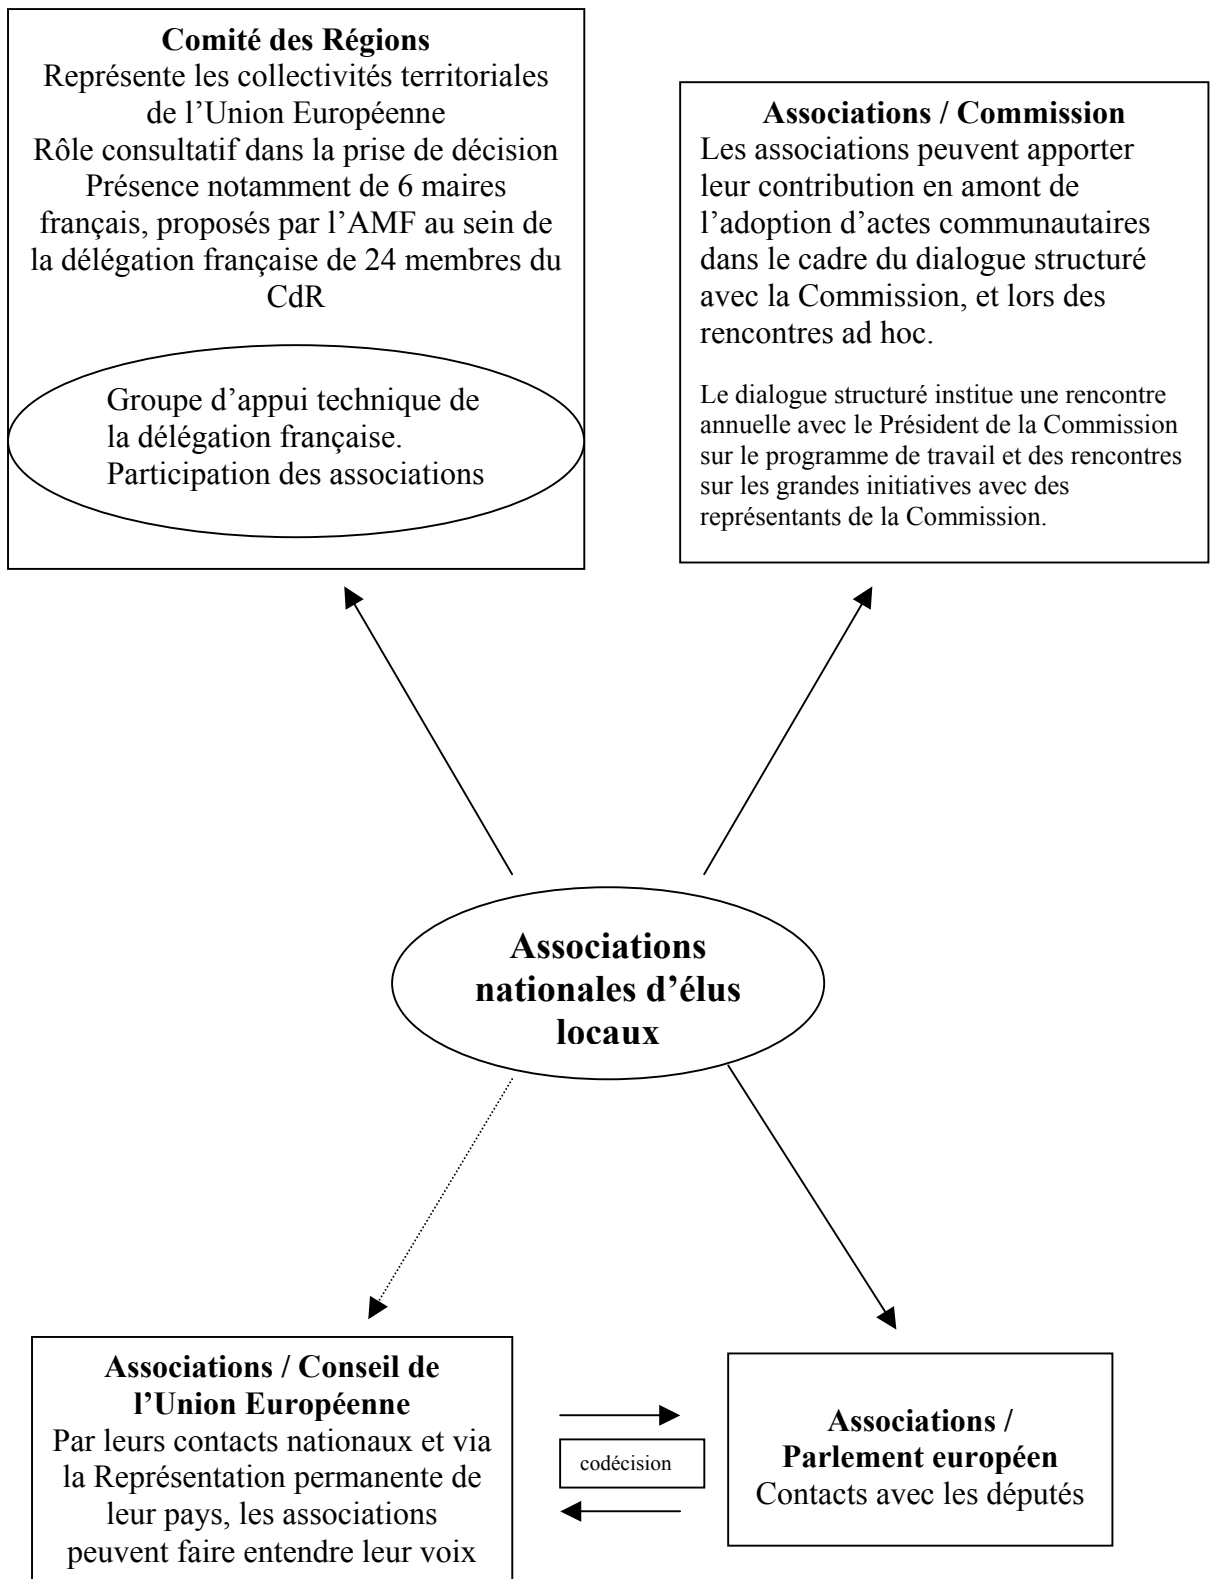 Comité des Régions
Représente les collectivités territoriales
de l’Union Européenne
Rôle consultatif dans la prise de décision
Présence notamment de 6 maires
français, proposés par l’AMF au sein de
la délégation française de 24 membres du
CdR
Groupe d’appui technique de
la délégation française.
Participation des associations
Associations / Commission
Les associations peuvent apporter
leur contribution en amont de
l’adoption d’actes communautaires
dans le cadre du dialogue structuré
avec la Commission, et lors des
rencontres ad hoc.
Le dialogue structuré institue une rencontre
annuelle avec le Président de la Commission
sur le programme de travail et des rencontres
sur les grandes initiatives avec des
représentants de la Commission.
Associations
nationales d’élus
locaux
Associations / Conseil de
l’Union Européenne
Par leurs contacts nationaux et via
la Représentation permanente de
leur pays, les associations
peuvent faire entendre leur voix
codécision
Associations /
Parlement européen
Contacts avec les députés